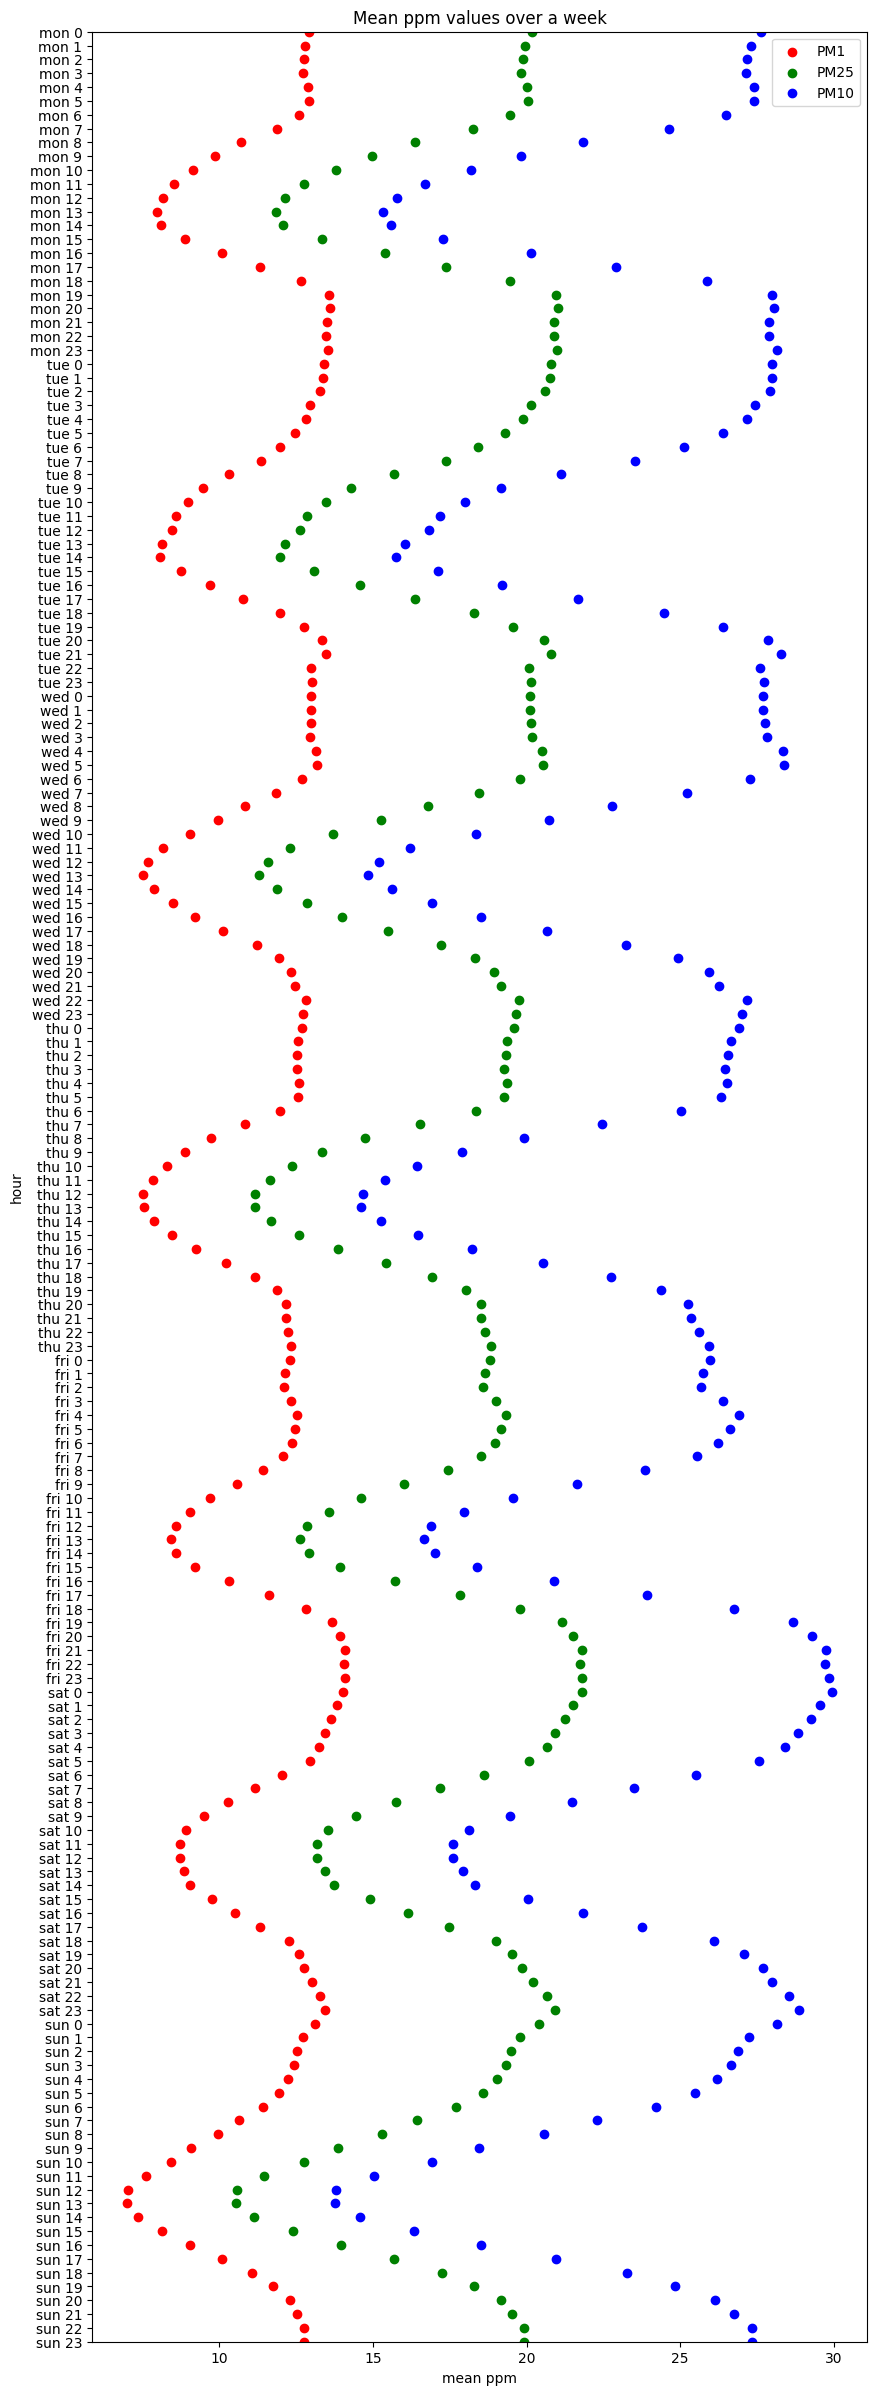 Mean ppm values over a week
PM1
PM25
PM10
mon 0
mon 1
mon 2
mon 3
mon 4
mon 5
mon 6
mon 7
mon 8
mon 9
mon 10
mon 11
mon 12
mon 13
mon 14
mon 15
mon 16
mon 17
mon 18
mon 19
mon 20
mon 21
mon 22
mon 23
tue 0
tue 1
tue 2
tue 3
tue 4
tue 5
tue 6
tue 7
tue 8
tue 9
tue 10
tue 11
tue 12
tue 13
tue 14
tue 15
tue 16
tue 17
tue 18
tue 19
tue 20
tue 21
tue 22
tue 23
wed 0
wed 1
wed 2
wed 3
wed 4
wed 5
wed 6
wed 7
wed 8
wed 9
wed 10
wed 11
wed 12
wed 13
wed 14
wed 15
wed 16
wed 17
wed 18
wed 19
wed 20
wed 21
wed 22
wed 23
thu 0
thu 1
thu 2
thu 3
thu 4
thu 5
thu 6
thu 7
thu 8
thu 9
thu 10
thu 11
thu 12
thu 13
thu 14
thu 15
thu 16
thu 17
thu 18
thu 19
thu 20
thu 21
thu 22
thu 23
fri 0
fri 1
fri 2
fri 3
fri 4
fri 5
fri 6
fri 7
fri 8
fri 9
fri 10
fri 11
fri 12
fri 13
fri 14
fri 15
fri 16
fri 17
fri 18
fri 19
fri 20
fri 21
fri 22
fri 23
sat 0
sat 1
sat 2
sat 3
sat 4
sat 5
sat 6
sat 7
sat 8
sat 9
sat 10
sat 11
sat 12
sat 13
sat 14
sat 15
sat 16
sat 17
sat 18
sat 19
sat 20
sat 21
sat 22
sat 23
sun 0
sun 1
sun 2
sun 3
sun 4
sun 5
sun 6
sun 7
sun 8
sun 9
sun 10
sun 11
sun 12
sun 13
sun 14
sun 15
sun 16
sun 17
sun 18
sun 19
sun 20
sun 21
sun 22
sun 23
hour
10 15 20 25 30
mean ppm